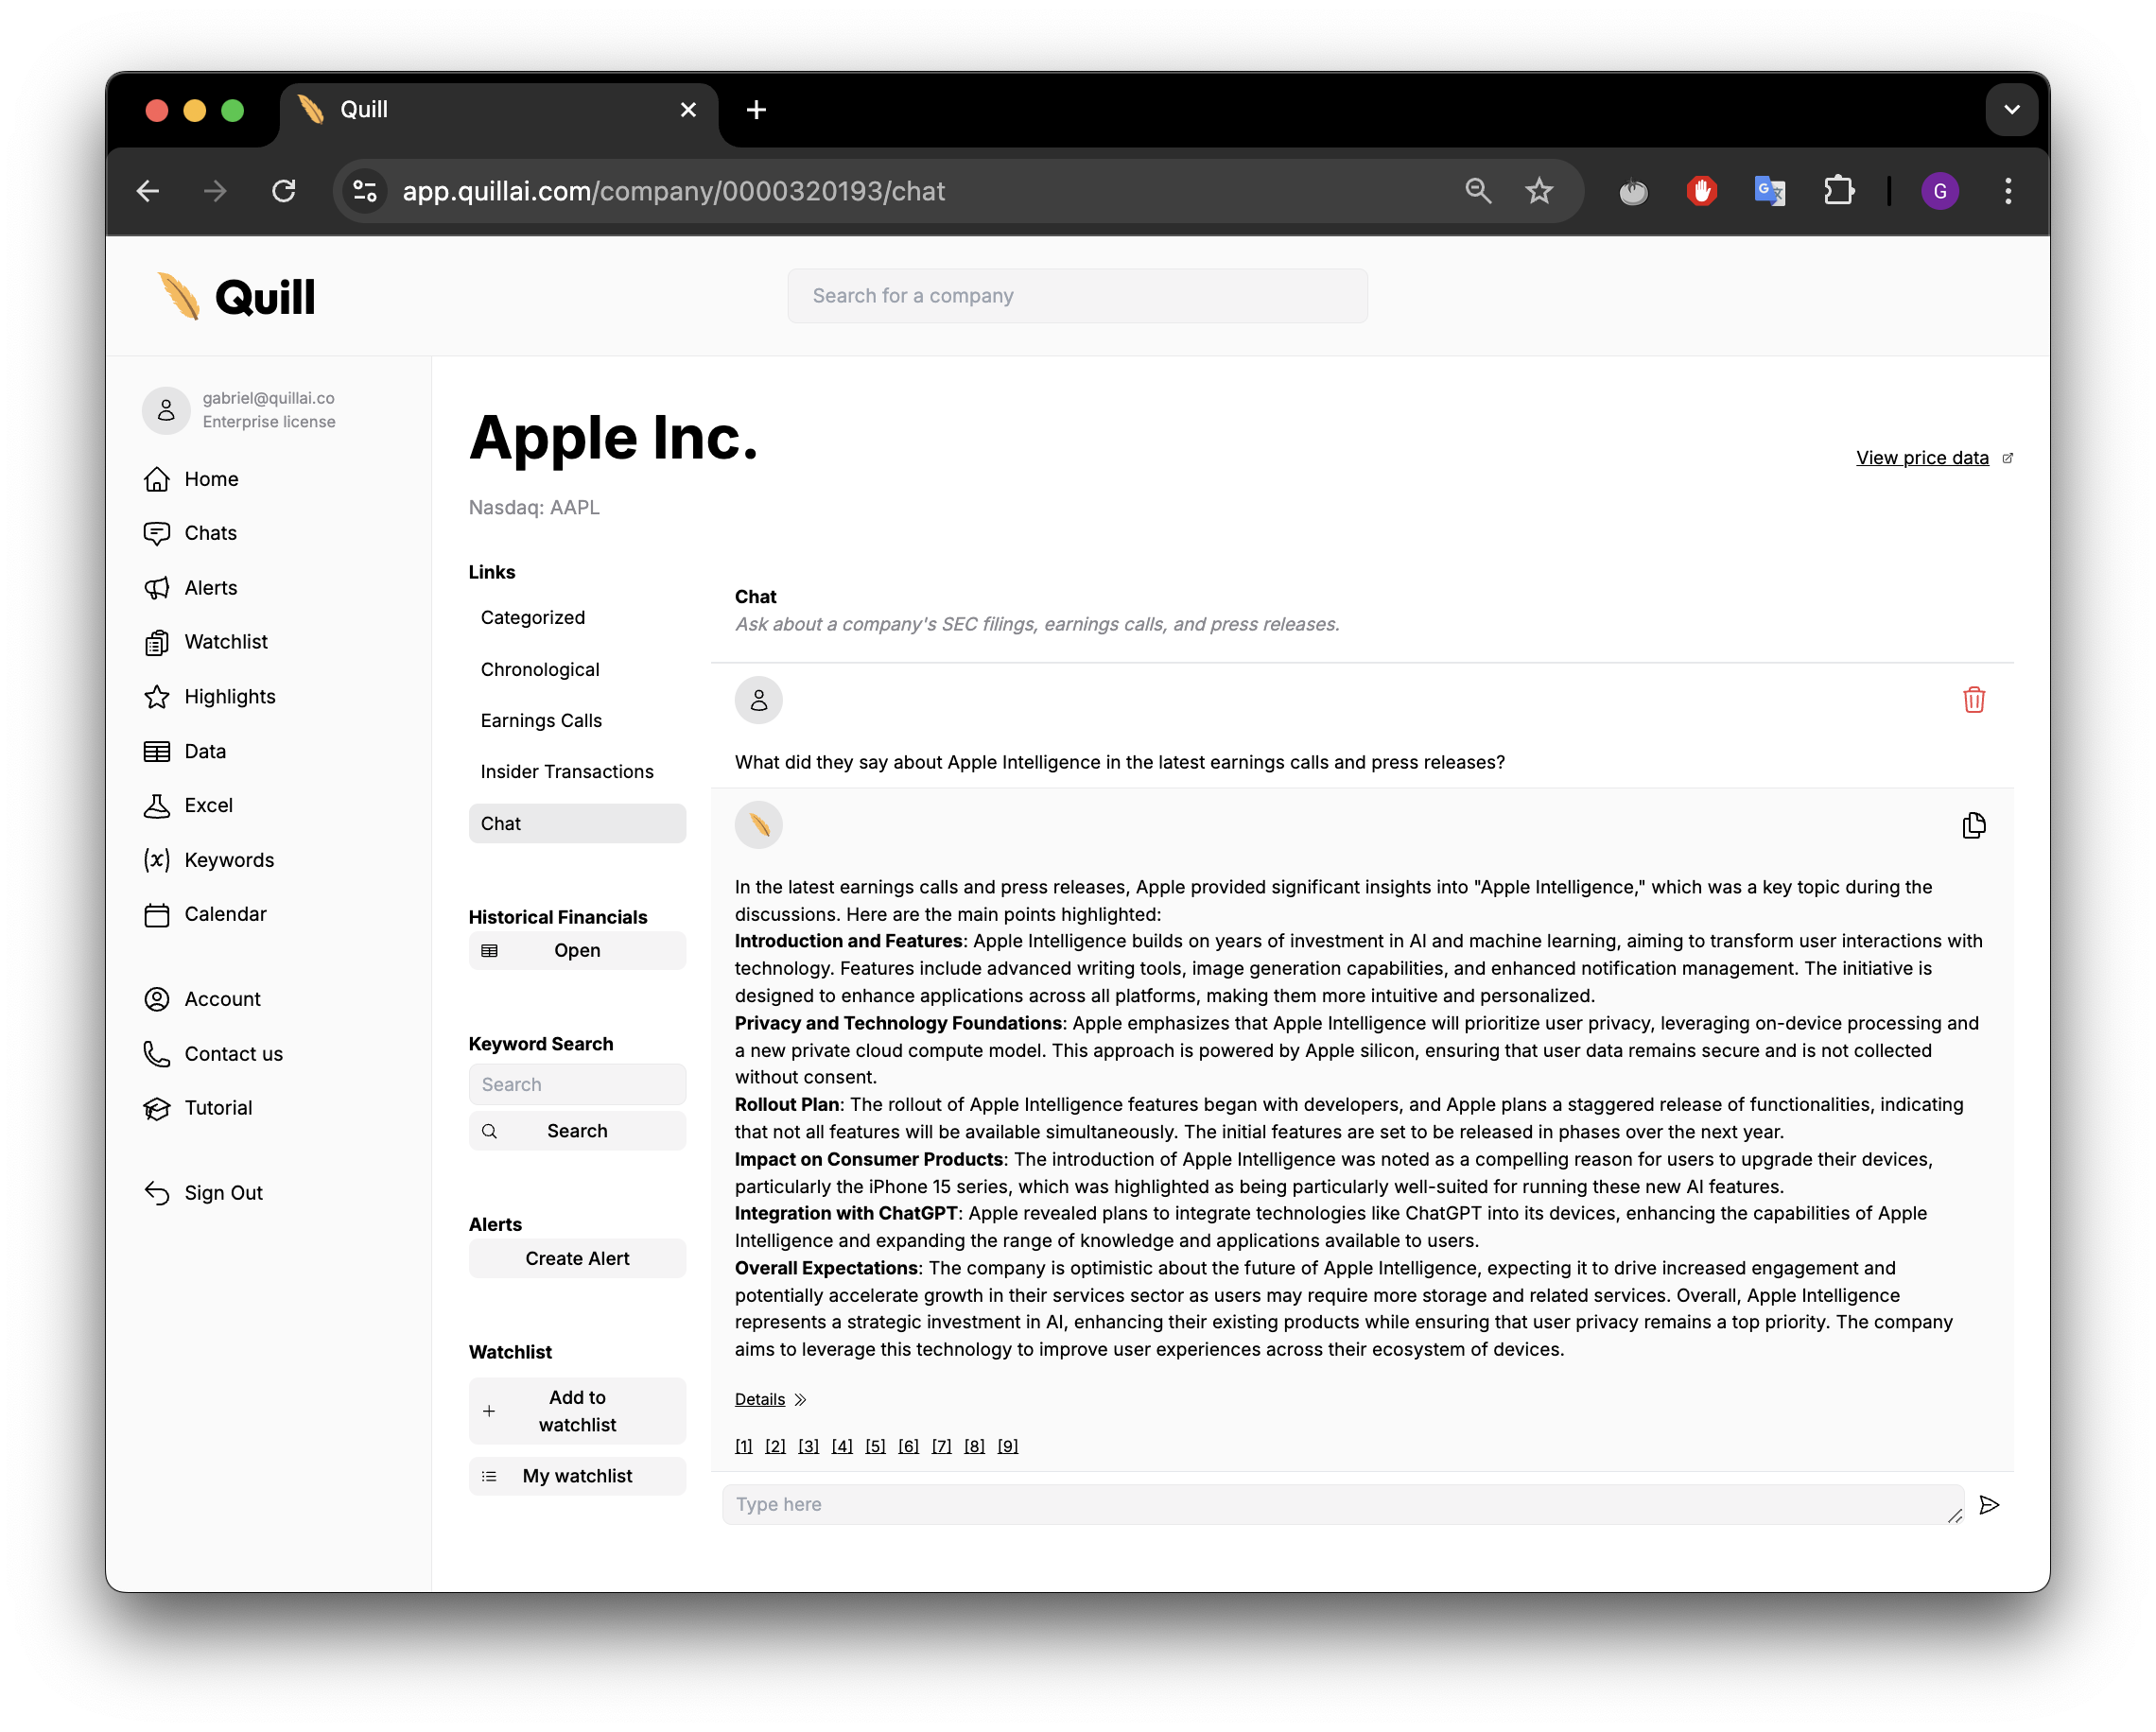 Quill
app.quillai.com/company/0000320193/chat
G
Quill
Search for a company
gabriel@quillai.co
Enterprise license
Home
Chats
Alerts
Watchlist
Highlights
Data
Excel
Keywords
Calendar
Account
Contact us
Tutorial
Sign Out
Apple Inc.
View price data
Nasdaq: AAPL
Links
Categorized
Chronological
Earnings Calls
Insider Transactions
Chat
Historical Financials
Open
Keyword Search
Search
Search
Alerts
Create Alert
Watchlist
Add to
watchlist
My watchlist
Chat
Ask about a company's SEC filings, earnings calls, and press releases.
What did they say about Apple Intelligence in the latest earnings calls and press releases?
In the latest earnings calls and press releases, Apple provided significant insights into "Apple Intelligence," which was a key topic during the
discussions. Here are the main points highlighted:
Introduction and Features: Apple Intelligence builds on years of investment in AI and machine learning, aiming to transform user interactions with
technology. Features include advanced writing tools, image generation capabilities, and enhanced notification management. The initiative is
designed to enhance applications across all platforms, making them more intuitive and personalized.
Privacy and Technology Foundations: Apple emphasizes that Apple Intelligence will prioritize user privacy, leveraging on-device processing and
a new private cloud compute model. This approach is powered by Apple silicon, ensuring that user data remains secure and is not collected
without consent.
Rollout Plan: The rollout of Apple Intelligence features began with developers, and Apple plans a staggered release of functionalities, indicating
that not all features will be available simultaneously. The initial features are set to be released in phases over the next year.
Impact on Consumer Products: The introduction of Apple Intelligence was noted as a compelling reason for users to upgrade their devices,
particularly the iPhone 15 series, which was highlighted as being particularly well-suited for running these new AI features.
Integration with ChatGPT: Apple revealed plans to integrate technologies like ChatGPT into its devices, enhancing the capabilities of Apple
Intelligence and expanding the range of knowledge and applications available to users.
Overall Expectations: The company is optimistic about the future of Apple Intelligence, expecting it to drive increased engagement and
potentially accelerate growth in their services sector as users may require more storage and related services. Overall, Apple Intelligence
represents a strategic investment in AI, enhancing their existing products while ensuring that user privacy remains a top priority. The company
aims to leverage this technology to improve user experiences across their ecosystem of devices.
Details
[1] [2] [3] [4] [5] [6] [7] [8] [9]
Type here